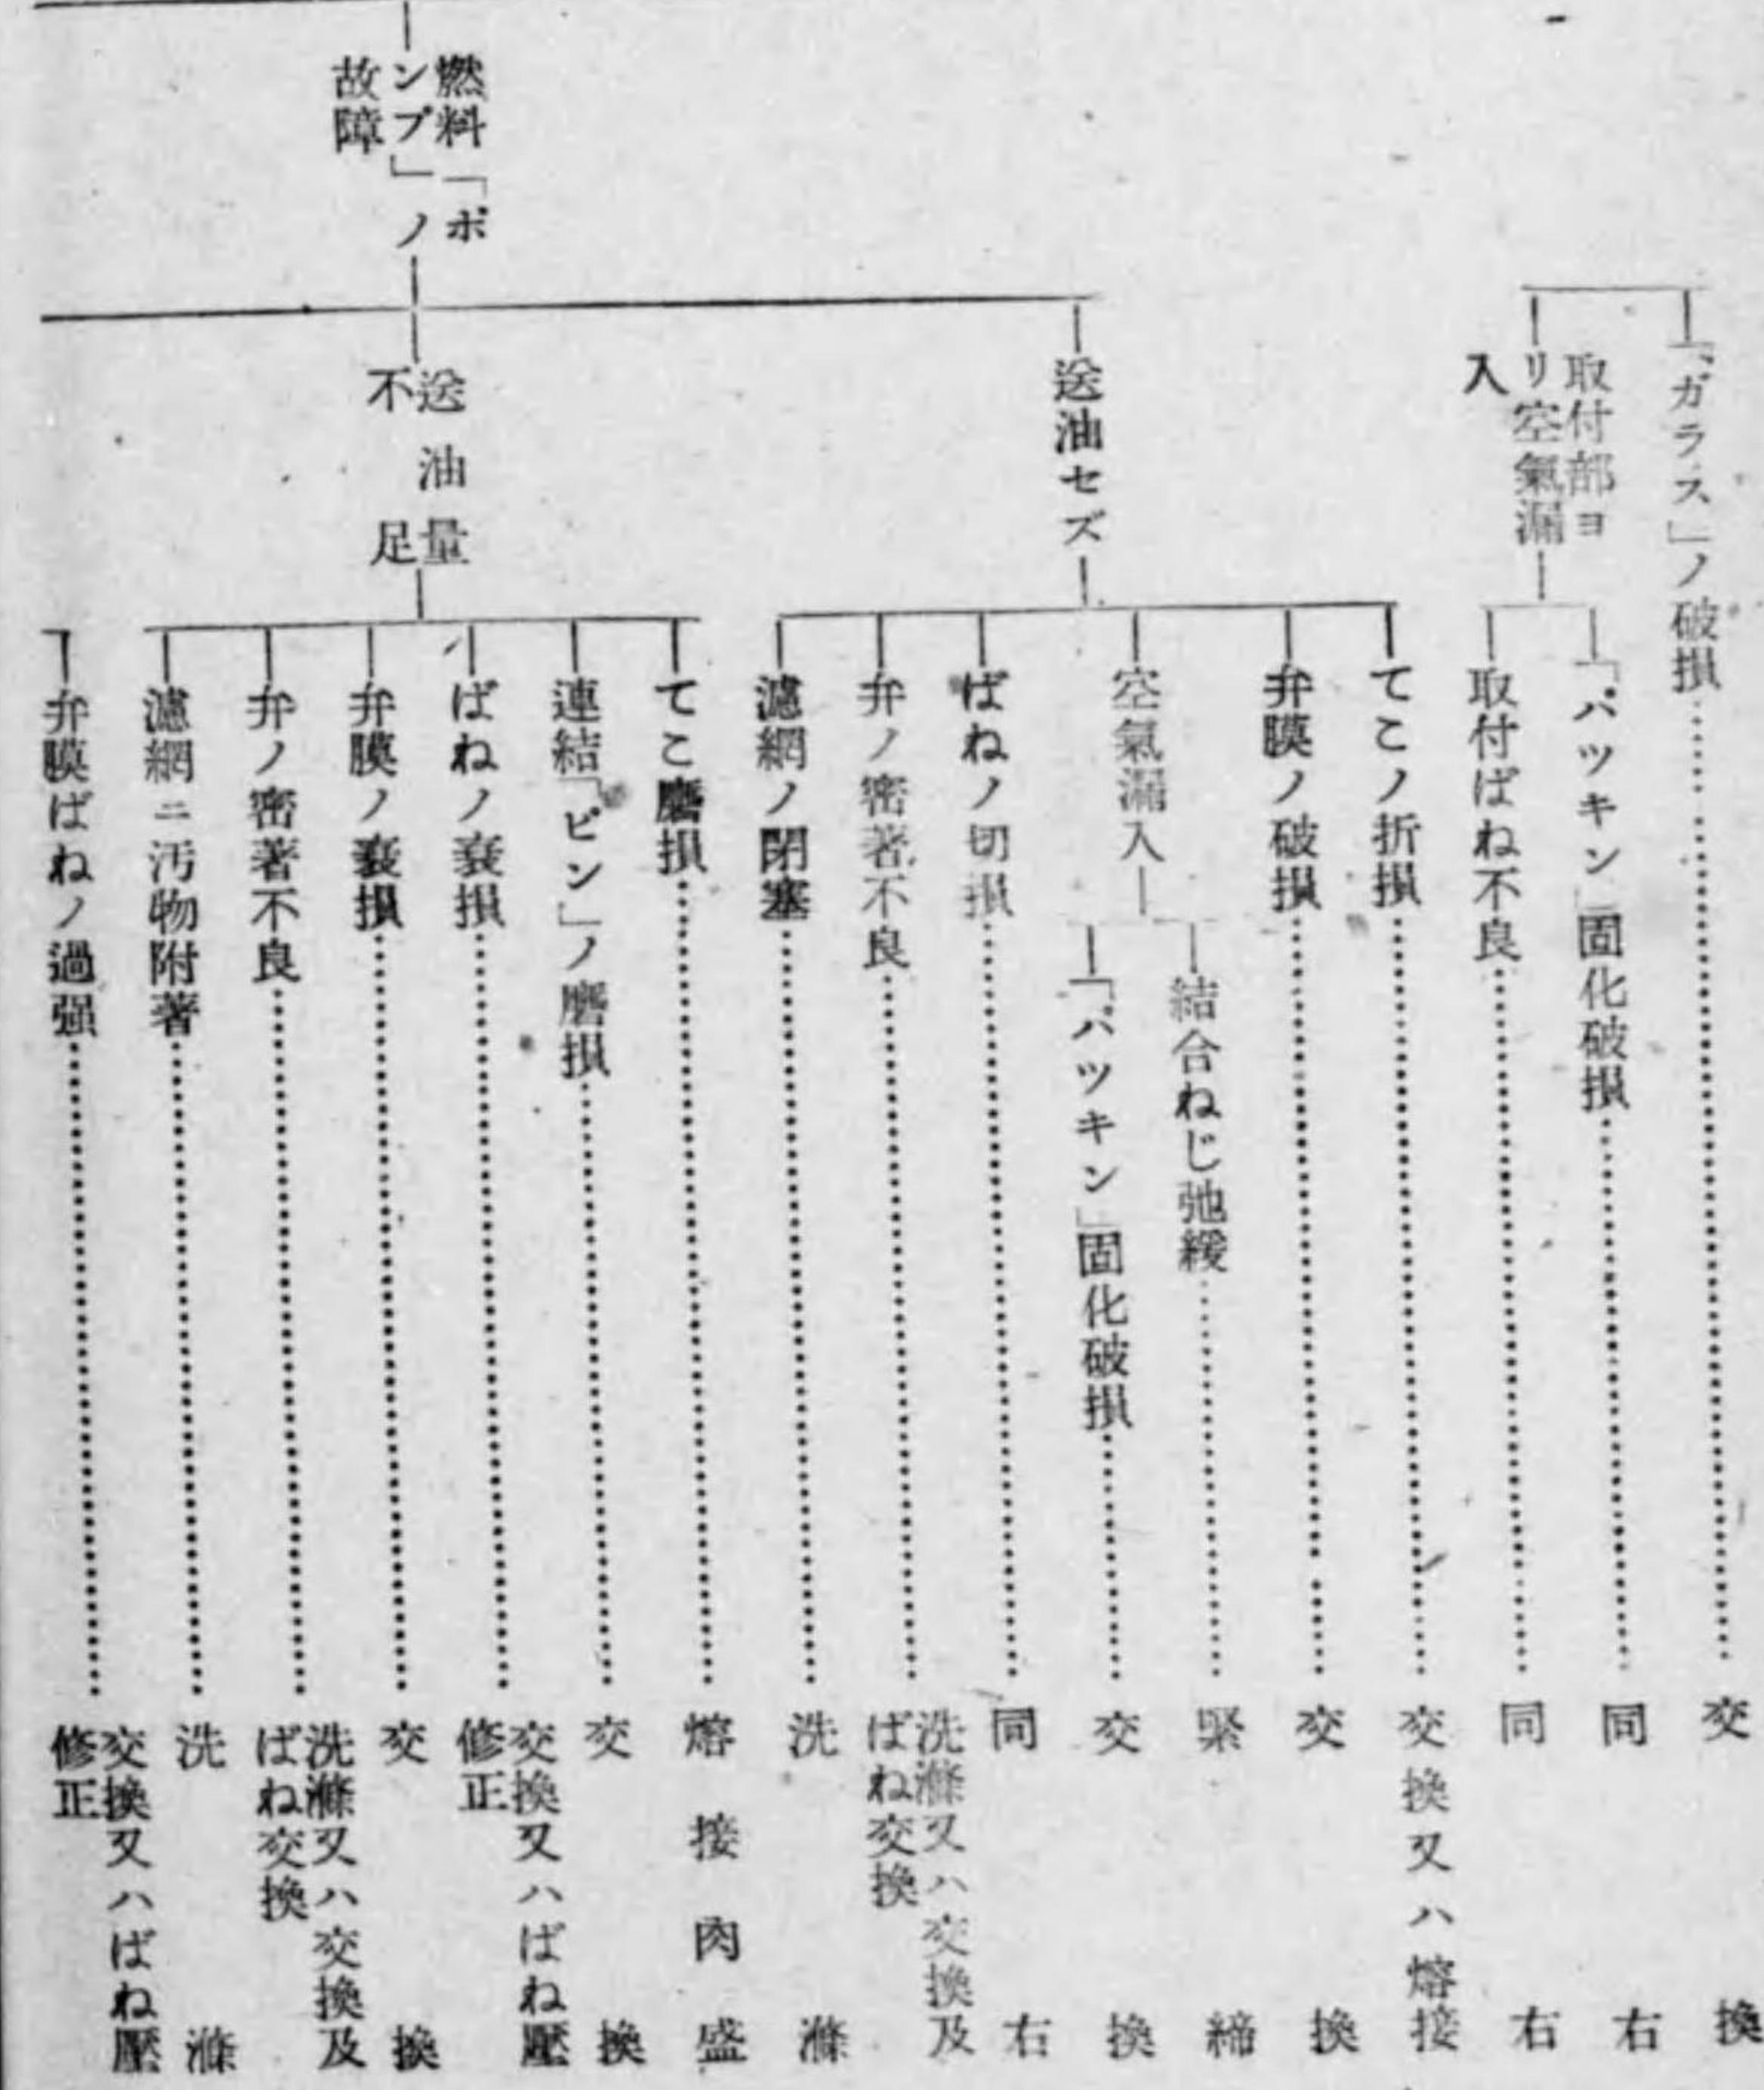 「ガラス」ノ破損……交換
取付部ヨ
リ空氣漏
入
「パツキン」固化破損……同右
取付ばね不良……同右
燃料「ポ
ンプ」ノ
故障
送油セズ
てこノ折損……交換又ハ熔接
弁膜ノ破損……交換
空氣漏入
結合ねじ弛緩……緊締
「パツキン」固化破損……交換
ばねノ切損……同右
弁ノ密著不良……洗滌又ハ交換及
ばね交換
濾網ノ閉塞……洗滌
送油量
不足
てこ磨損……熔接肉盛
連結「ピン」ノ磨損……交換
ばねノ衰損……交換又ハばね壓
修正
弁膜ノ衰損……交換
弁ノ密著不良……洗滌又ハ交換及
ばね交換
濾網ニ汚物附著……洗滌
弁膜ばねノ過强……交換又ハばね壓
修正